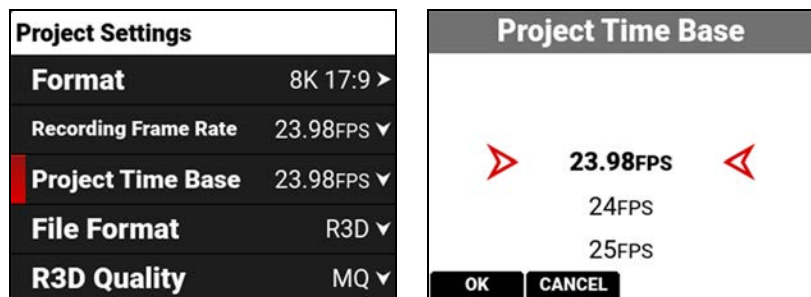 Project Settings
Format 8K 17:9
Recording Frame Rate 23.98FPS
Project Time Base 23.98FPS
File Format R3D
R3D Quality MQ
Project Time Base
23.98FPS
24FPS
25FPS
OK CANCEL